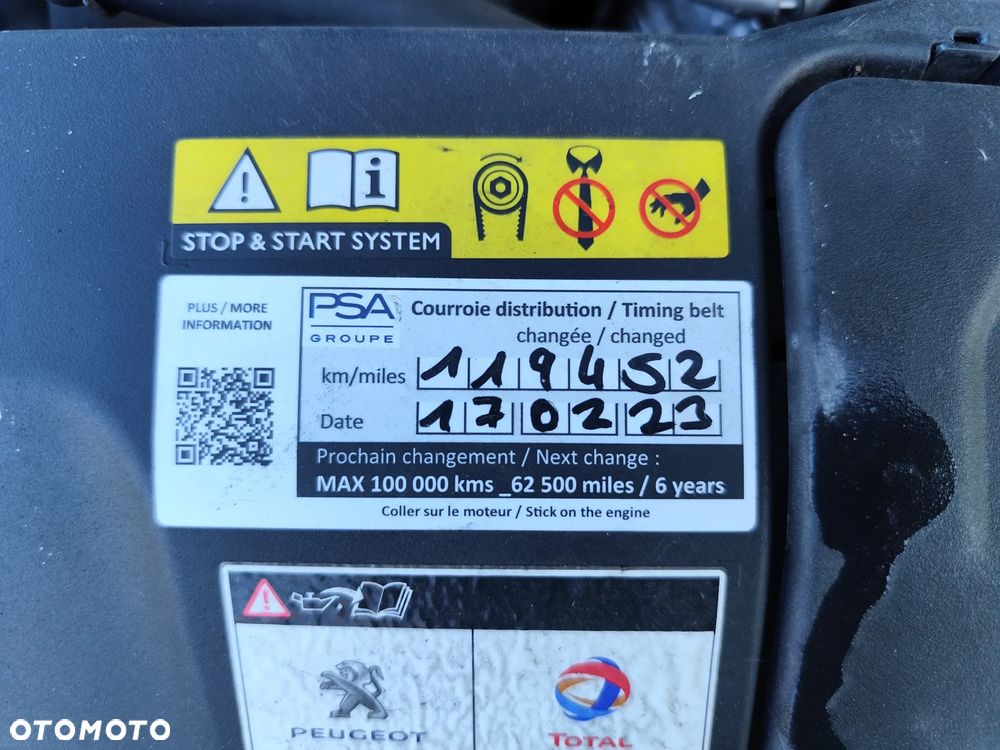 STOP & START SYSTEM
PLUS / MORE
INFORMATION
PSA
GROUPE
Courroie distribution / Timing belt
changée / changed
km/miles 119452
Date 170223
Prochain changement / Next change :
MAX 100 000 kms _62 500 miles / 6 years
Coller sur le moteur / Stick on the engine
PEUGEOT
TOTAL
OTOMOTO